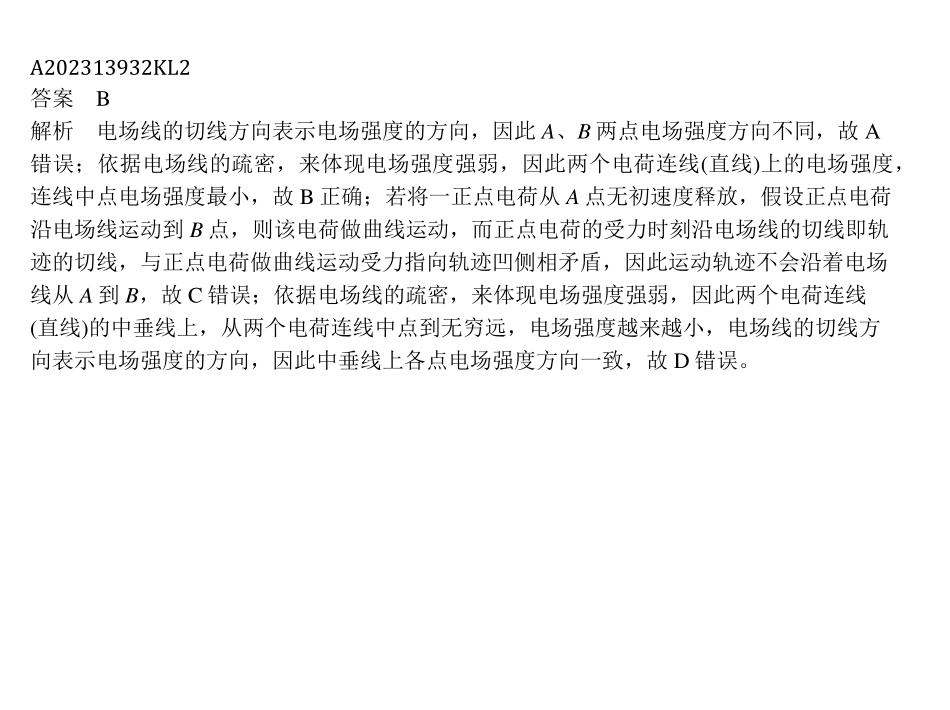 A202313932KL2
答案　B
解析　电场线的切线方向表示电场强度的方向，因此 A、B 两点电场强度方向不同，故 A
错误；依据电场线的疏密，来体现电场强度强弱，因此两个电荷连线(直线)上的电场强度，
连线中点电场强度最小，故 B 正确；若将一正点电荷从 A 点无初速度释放，假设正点电荷
沿电场线运动到 B 点，则该电荷做曲线运动，而正点电荷的受力时刻沿电场线的切线即轨
迹的切线，与正点电荷做曲线运动受力指向轨迹凹侧相矛盾，因此运动轨迹不会沿着电场
线从 A 到 B，故 C 错误；依据电场线的疏密，来体现电场强度强弱，因此两个电荷连线
(直线)的中垂线上，从两个电荷连线中点到无穷远，电场强度越来越小，电场线的切线方
向表示电场强度的方向，因此中垂线上各点电场强度方向一致，故 D 错误。